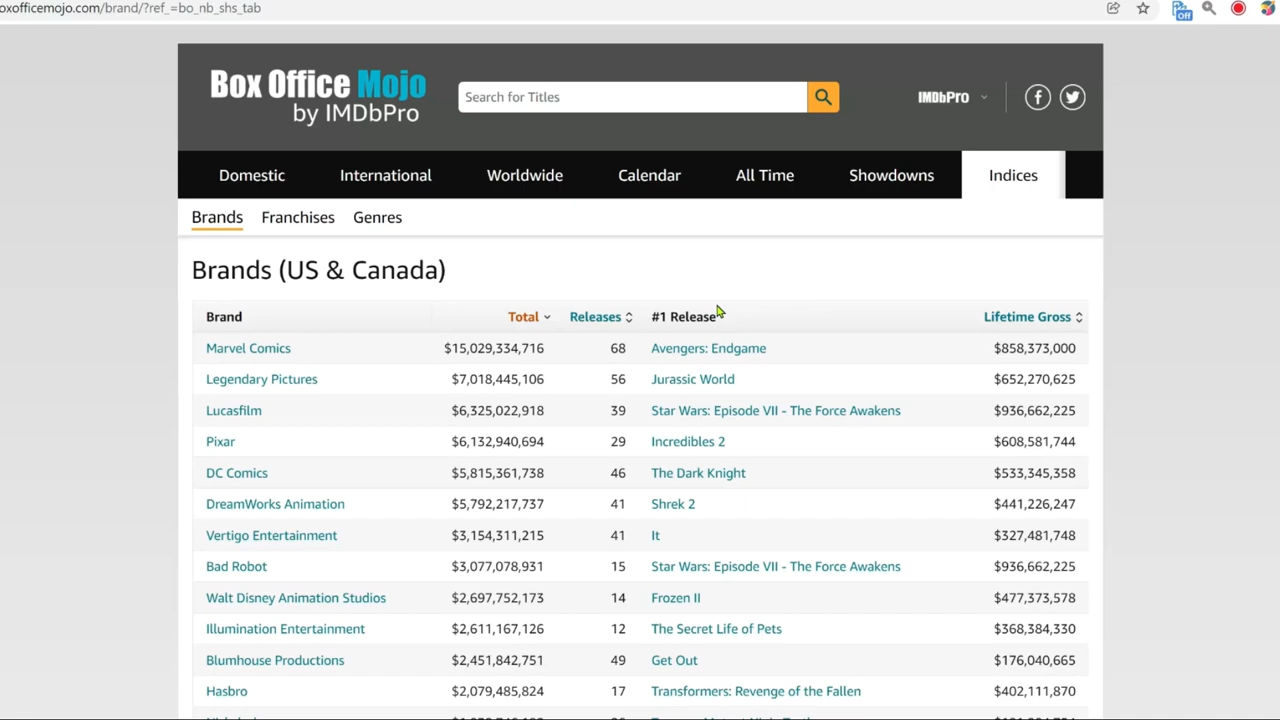 oxofficemojo.com/brand/?ref_=bo_nb_shs_tab
Off
Box Office Mojo
by IMDbPro
Search for Titles
IMDbPro
Domestic International Worldwide Calendar All Time Showdowns Indices
Brands Franchises Genres
Brands (US & Canada)
Brand Total Releases #1 Release Lifetime Gross
Marvel Comics $15,029,334,716 68 Avengers: Endgame $858,373,000
Legendary Pictures $7,018,445,106 56 Jurassic World $652,270,625
Lucasfilm $6,325,022,918 39 Star Wars: Episode VII - The Force Awakens $936,662,225
Pixar $6,132,940,694 29 Incredibles 2 $608,581,744
DC Comics $5,815,361,738 46 The Dark Knight $533,345,358
DreamWorks Animation $5,792,217,737 41 Shrek 2 $441,226,247
Vertigo Entertainment $3,154,311,215 41 It $327,481,748
Bad Robot $3,077,078,931 15 Star Wars: Episode VII - The Force Awakens $936,662,225
Walt Disney Animation Studios $2,697,752,173 14 Frozen II $477,373,578
Illumination Entertainment $2,611,167,126 12 The Secret Life of Pets $368,384,330
Blumhouse Productions $2,451,842,751 49 Get Out $176,040,665
Hasbro $2,079,485,824 17 Transformers: Revenge of the Fallen $402,111,870